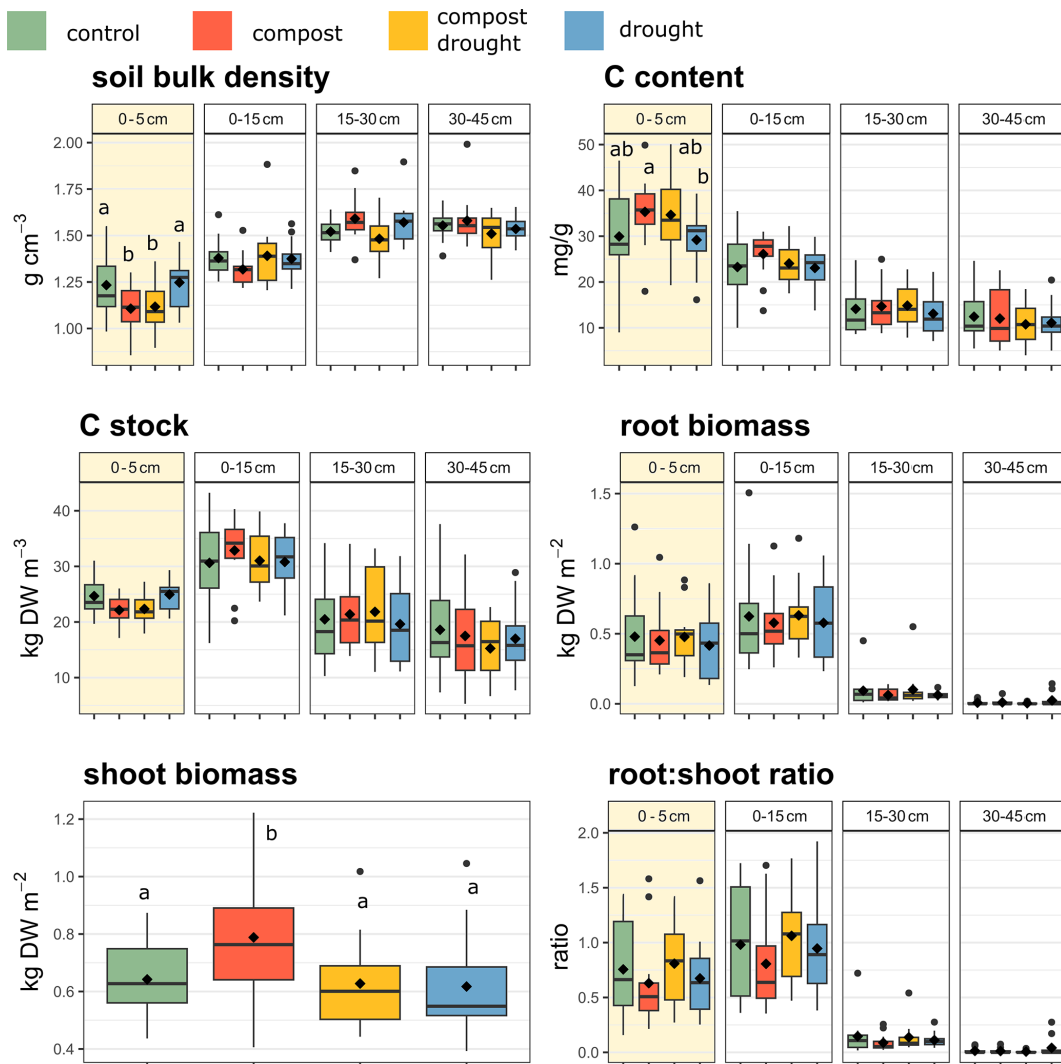 control compost compost drought drought
soil bulk density C content
0-5 cm 0-15 cm 15-30 cm 30-45 cm 0-5 cm 0-15 cm 15-30 cm 30-45 cm
2.00
1.75
1.50
1.25
1.00
g cm⁻³
a b b a
50
40
30
20
10
mg/g
ab a ab b
C stock root biomass
0-5 cm 0-15 cm 15-30 cm 30-45 cm 0-5 cm 0-15 cm 15-30 cm 30-45 cm
40
30
20
10
kg DW m⁻³
1.5
1.0
0.5
0.0
kg DW m⁻²
shoot biomass root:shoot ratio
1.2
1.0
0.8
0.6
0.4
kg DW m⁻²
a b a a
0-5 cm 0-15 cm 15-30 cm 30-45 cm
2.0
1.5
1.0
0.5
0.0
ratio